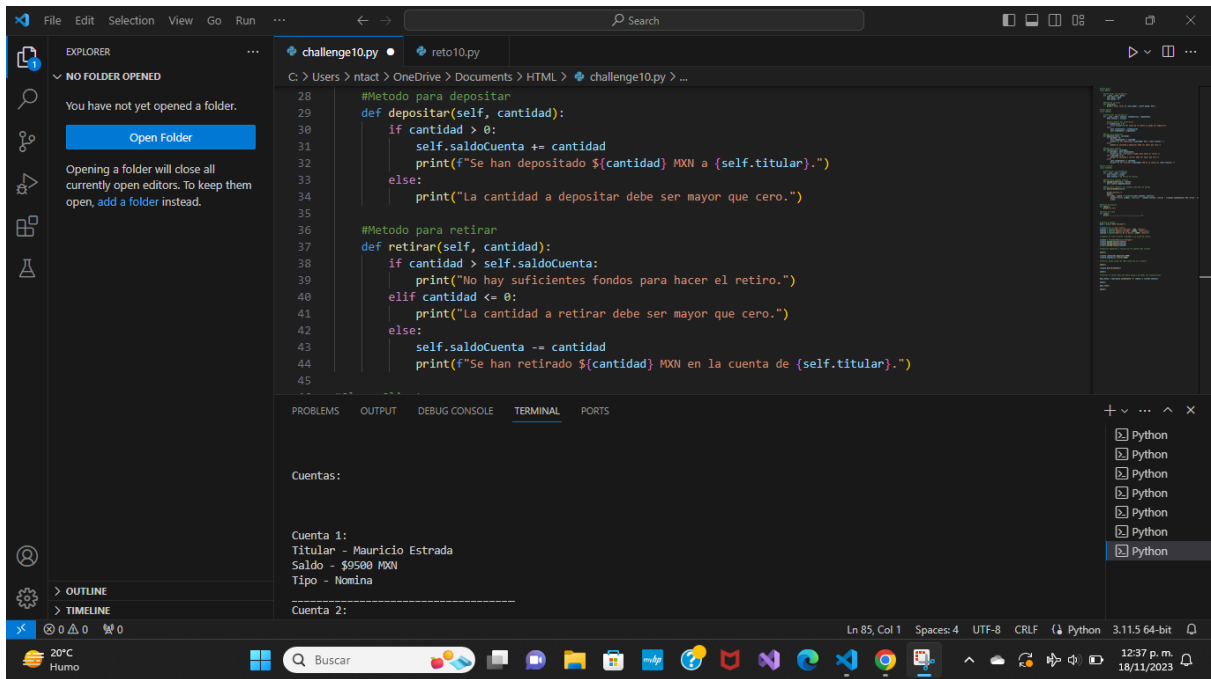 File Edit Selection View Go Run ··· Search
EXPLORER ···
NO FOLDER OPENED
You have not yet opened a folder.
Open Folder
Opening a folder will close all
currently open editors. To keep them
open, add a folder instead.
OUTLINE
TIMELINE
challenge10.py reto10.py
C: > Users > ntact > OneDrive > Documents > HTML > challenge10.py > ...
28 #Metodo para depositar
29 def depositar(self, cantidad):
30 if cantidad > 0:
31 self.saldoCuenta += cantidad
32 print(f"Se han depositado ${cantidad} MXN a {self.titular}.")
33 else:
34 print("La cantidad a depositar debe ser mayor que cero.")
35
36 #Metodo para retirar
37 def retirar(self, cantidad):
38 if cantidad > self.saldoCuenta:
39 print("No hay suficientes fondos para hacer el retiro.")
40 elif cantidad <= 0:
41 print("La cantidad a retirar debe ser mayor que cero.")
42 else:
43 self.saldoCuenta -= cantidad
44 print(f"Se han retirado ${cantidad} MXN en la cuenta de {self.titular}.")
45
PROBLEMS OUTPUT DEBUG CONSOLE TERMINAL PORTS
Cuentas:
Cuenta 1:
Titular - Mauricio Estrada
Saldo - $9500 MXN
Tipo - Nomina
___________________________________
Cuenta 2:
Python
Python
Python
Python
Python
Python
Python
0 0 0 Ln 85, Col 1 Spaces: 4 UTF-8 CRLF Python 3.11.5 64-bit
20°C
Humo
Buscar
12:37 p. m.
18/11/2023